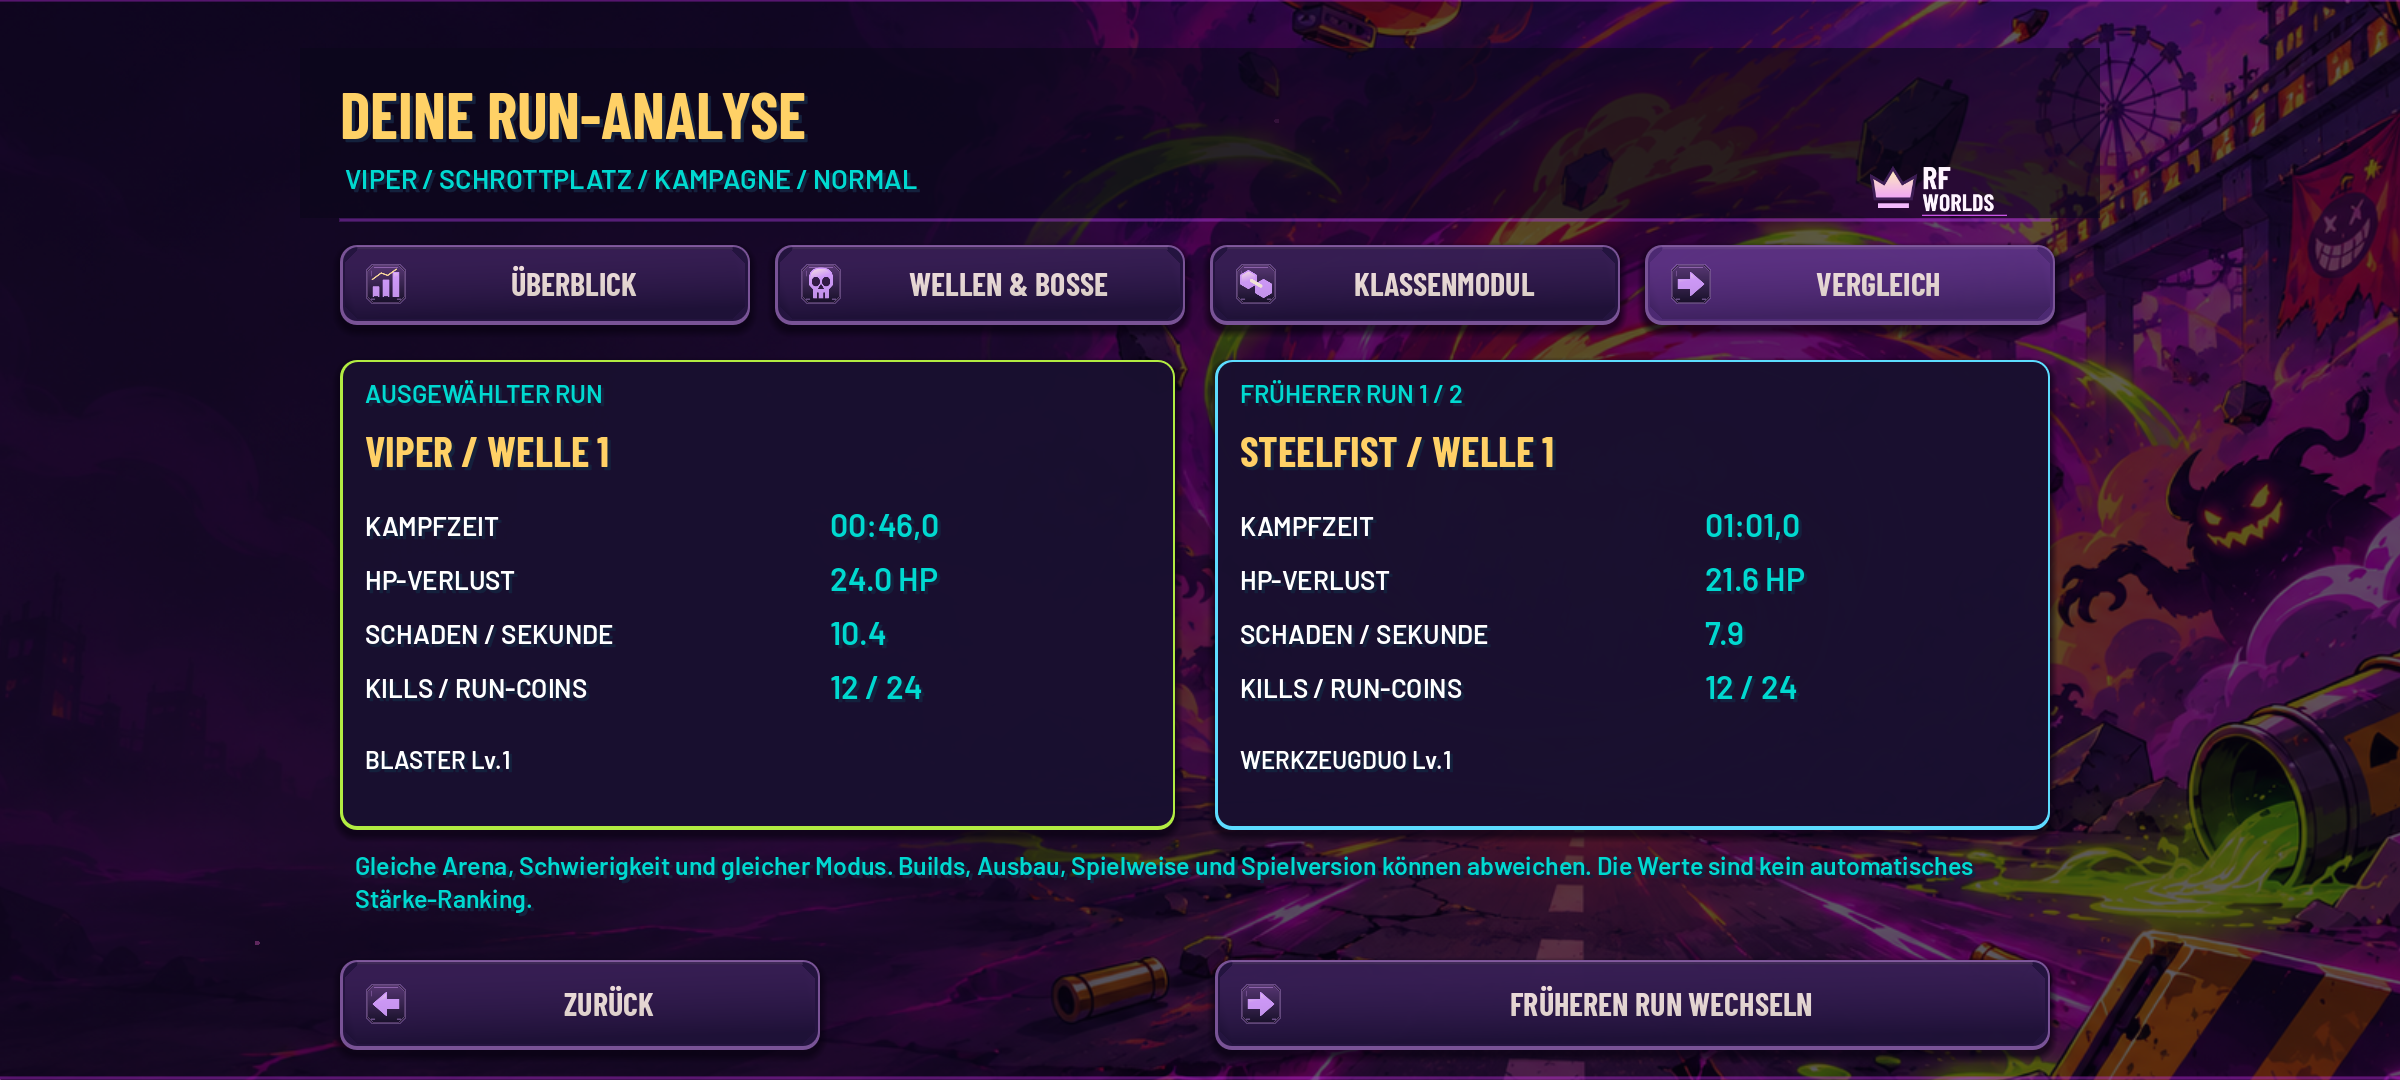 DEINE RUN-ANALYSE
VIPER / SCHROTTPLATZ / KAMPAGNE / NORMAL
RF
WORLDS
ÜBERBLICK
WELLEN & BOSSE
KLASSENMODUL
VERGLEICH
AUSGEWÄHLTER RUN
VIPER / WELLE 1
KAMPFZEIT 00:46,0
HP-VERLUST 24.0 HP
SCHADEN / SEKUNDE 10.4
KILLS / RUN-COINS 12 / 24
BLASTER Lv.1
FRÜHERER RUN 1 / 2
STEELFIST / WELLE 1
KAMPFZEIT 01:01,0
HP-VERLUST 21.6 HP
SCHADEN / SEKUNDE 7.9
KILLS / RUN-COINS 12 / 24
WERKZEUGDUO Lv.1
Gleiche Arena, Schwierigkeit und gleicher Modus. Builds, Ausbau, Spielweise und Spielversion können abweichen. Die Werte sind kein automatisches
Stärke-Ranking.
ZURÜCK
FRÜHEREN RUN WECHSELN